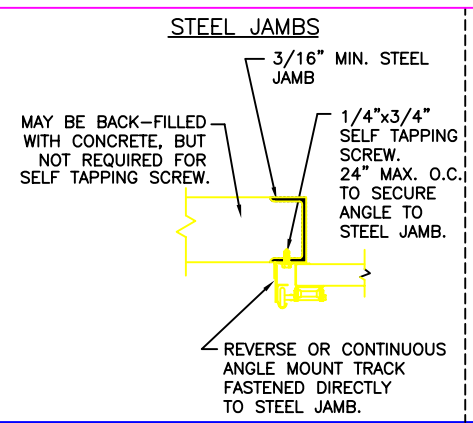 STEEL JAMBS
3/16" MIN. STEEL
JAMB
MAY BE BACK-FILLED
WITH CONCRETE, BUT
NOT REQUIRED FOR
SELF TAPPING SCREW.
1/4"x3/4"
SELF TAPPING
SCREW.
24" MAX. O.C.
TO SECURE
ANGLE TO
STEEL JAMB.
REVERSE OR CONTINUOUS
ANGLE MOUNT TRACK
FASTENED DIRECTLY
TO STEEL JAMB.